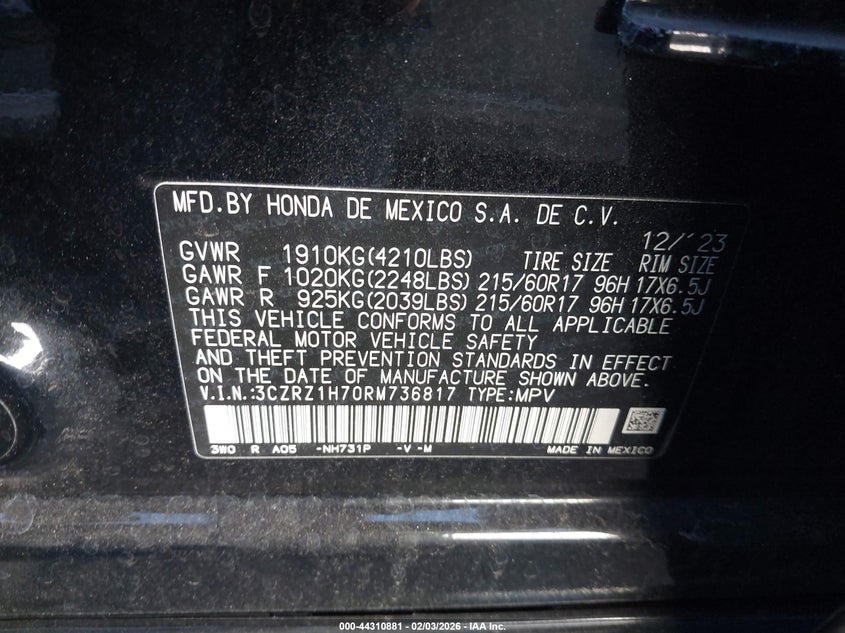 MFD.BY HONDA DE MEXICO S.A. DE C.V.
12/'23
GVWR 1910KG(4210LBS) TIRE SIZE RIM SIZE
GAWR F 1020KG(2248LBS) 215/60R17 96H 17X6.5J
GAWR R 925KG(2039LBS) 215/60R17 96H 17X6.5J
THIS VEHICLE CONFORMS TO ALL APPLICABLE
FEDERAL MOTOR VEHICLE SAFETY
AND THEFT PREVENTION STANDARDS IN EFFECT
ON THE DATE OF MANUFACTURE SHOWN ABOVE.
V.I.N.:3CZRZ1H70RM736817 TYPE:MPV
3W0 R A05 -NH731P -V -M MADE IN MEXICO
000-44310881 - 02/03/2026 - IAA Inc.